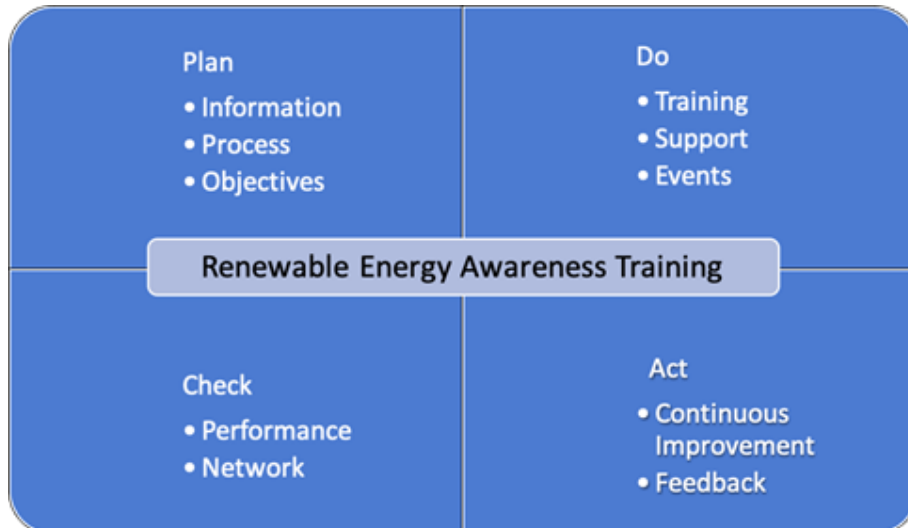 Plan
• Information
• Process
• Objectives
Do
• Training
• Support
• Events
Renewable Energy Awareness Training
Check
• Performance
• Network
Act
• Continuous
Improvement
• Feedback